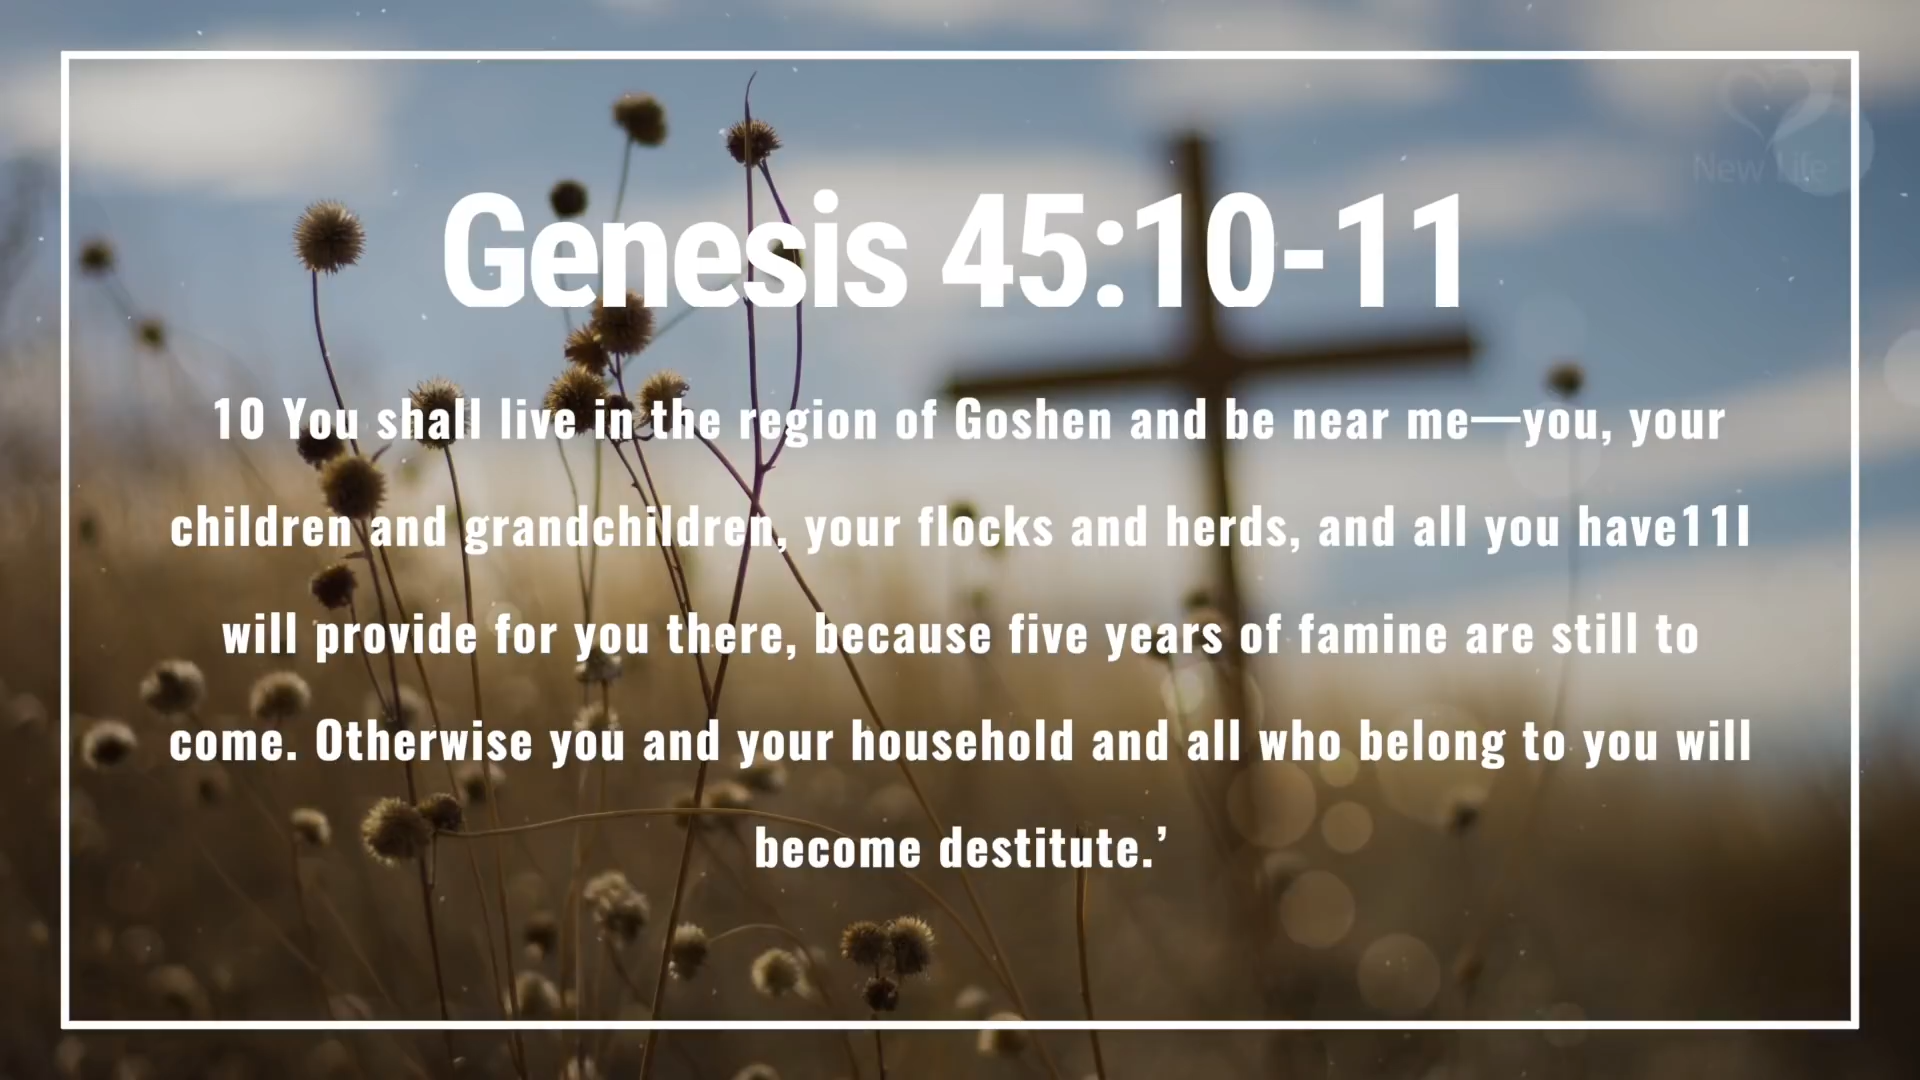 New Life
Genesis 45:10-11
10 You shall live in the region of Goshen and be near me—you, your
children and grandchildren, your flocks and herds, and all you have11I
will provide for you there, because five years of famine are still to
come. Otherwise you and your household and all who belong to you will
become destitute.’